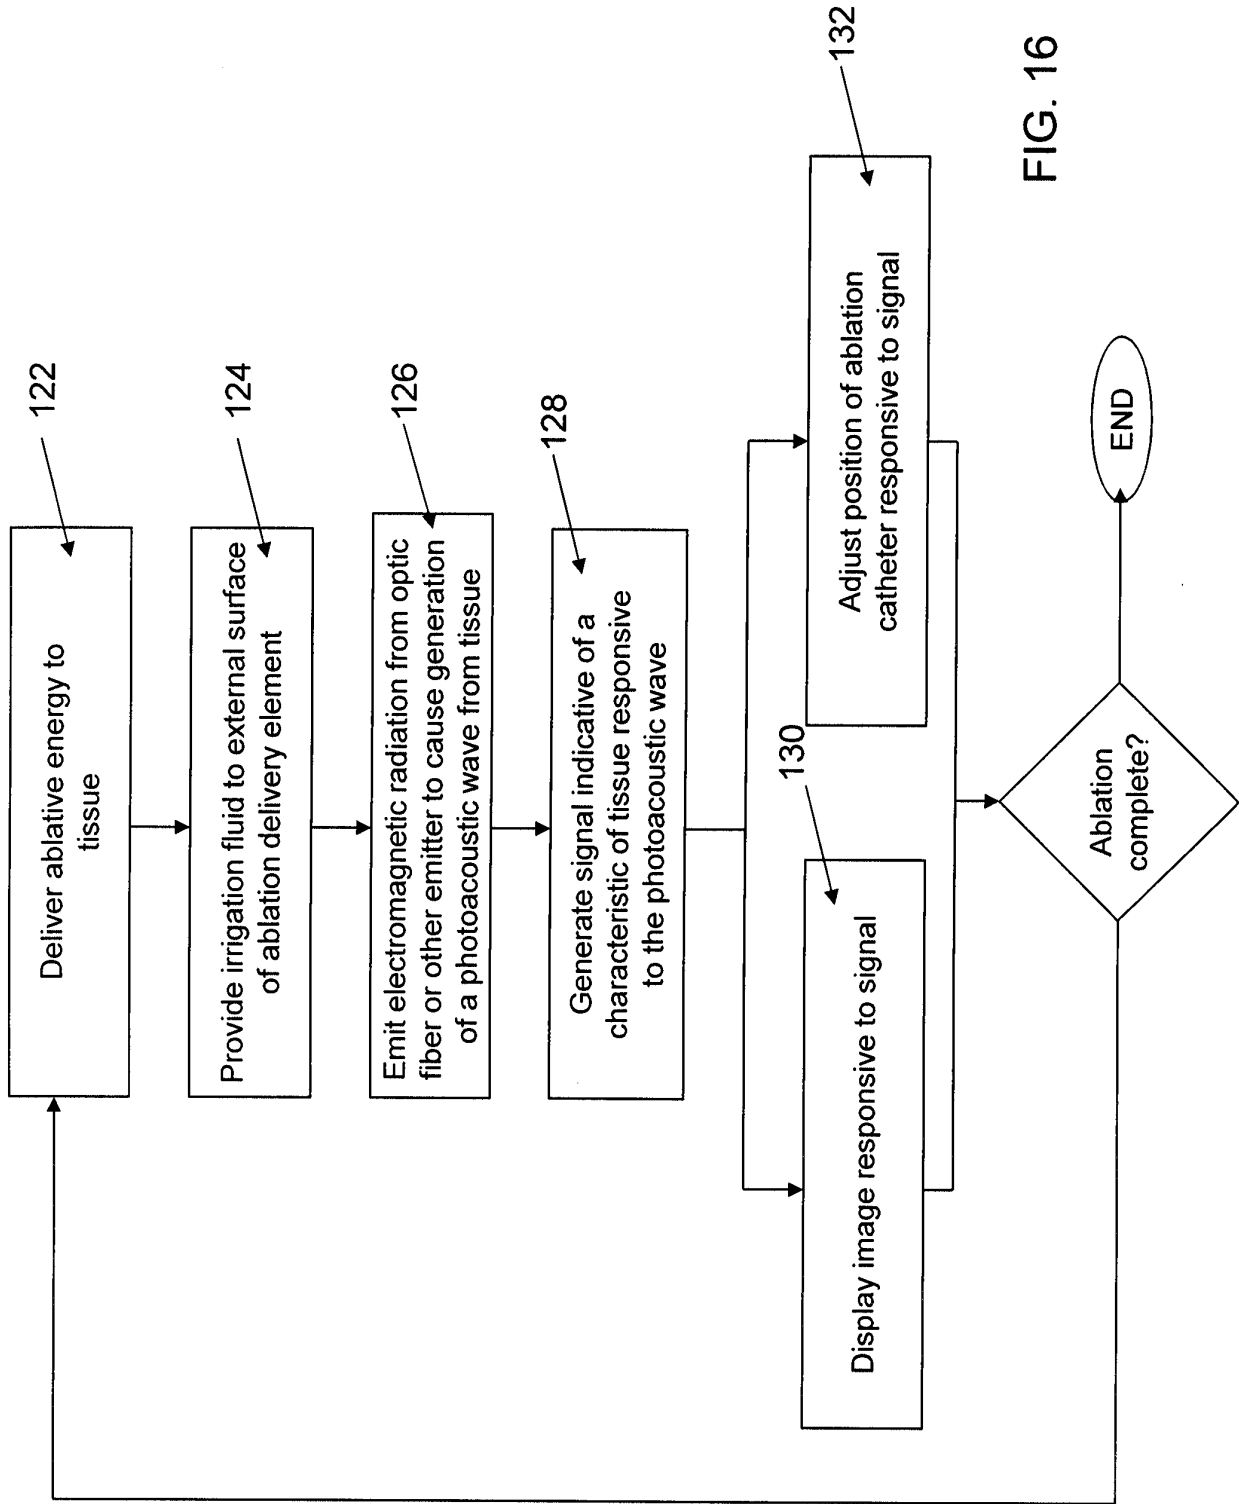 122
Deliver ablative energy to
tissue
124
Provide irrigation fluid to external surface
of ablation delivery element
126
Emit electromagnetic radiation from optic
fiber or other emitter to cause generation
of a photoacoustic wave from tissue
128
Generate signal indicative of a
characteristic of tissue responsive
to the photoacoustic wave
130
Display image responsive to signal
132
Adjust position of ablation
catheter responsive to signal
Ablation
complete?
END
FIG. 16